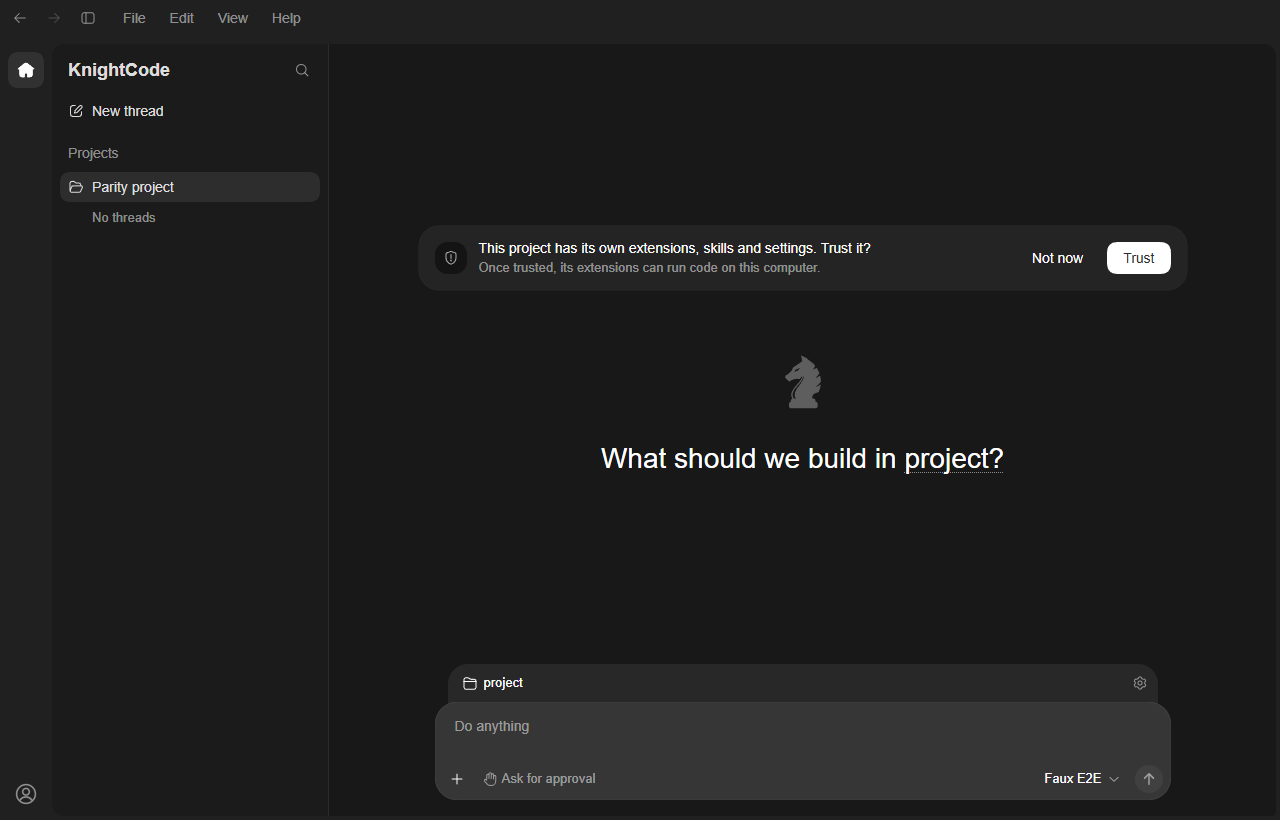 File Edit View Help
KnightCode
New thread
Projects
Parity project
No threads
This project has its own extensions, skills and settings. Trust it?
Once trusted, its extensions can run code on this computer.
Not now
Trust
What should we build in project?
project
Do anything
Ask for approval
Faux E2E